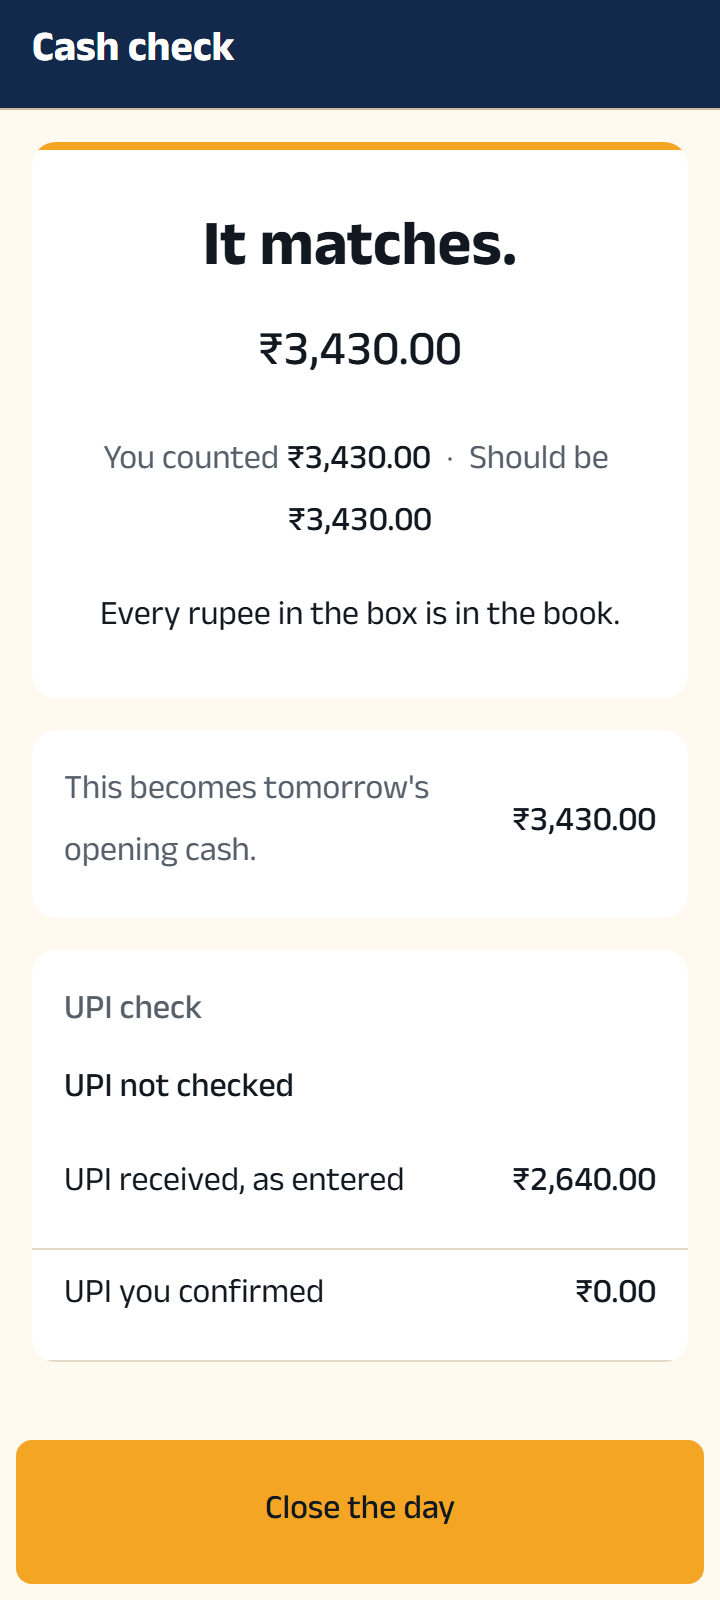 Cash check
It matches.
₹3,430.00
You counted ₹3,430.00 · Should be
₹3,430.00
Every rupee in the box is in the book.
This becomes tomorrow's
opening cash.
₹3,430.00
UPI check
UPI not checked
UPI received, as entered ₹2,640.00
UPI you confirmed ₹0.00
Close the day